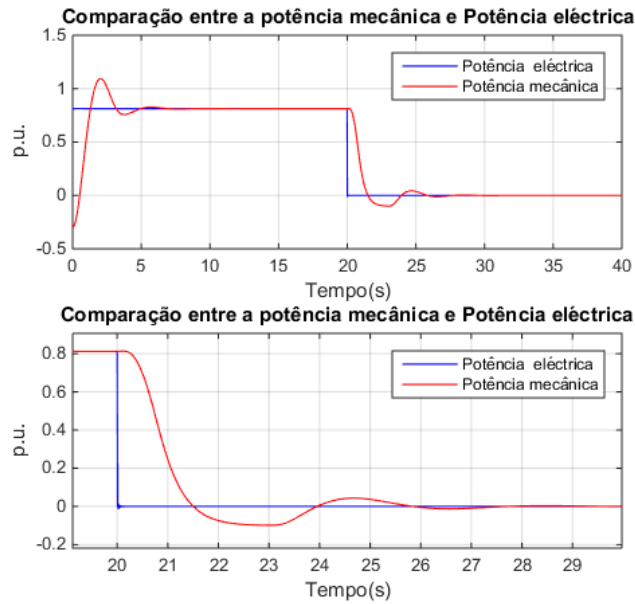 Comparação entre a potência mecânica e Potência eléctrica
1.5
1
0.5
0
-0.5
p.u.
Potência eléctrica
Potência mecânica
0 5 10 15 20 25 30 35 40
Tempo(s)
Comparação entre a potência mecânica e Potência eléctrica
0.8
0.6
0.4
0.2
0
-0.2
p.u.
Potência eléctrica
Potência mecânica
20 21 22 23 24 25 26 27 28 29
Tempo(s)